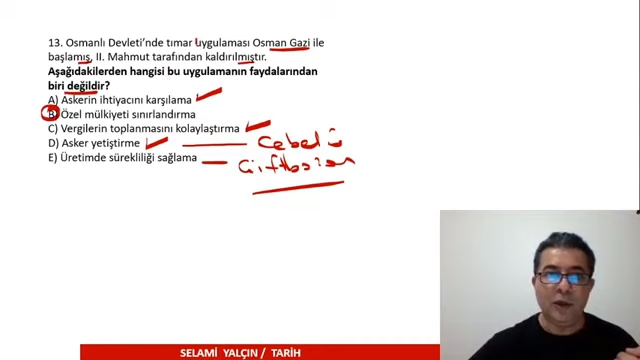 13. Osmanlı Devleti'nde tımar uygulaması Osman Gazi ile
başlamış, II. Mahmut tarafından kaldırılmıştır.
Aşağıdakilerden hangisi bu uygulamanın faydalarından
biri değildir?
A) Askerin ihtiyacını karşılama
B) Özel mülkiyeti sınırlandırma
C) Vergilerin toplanmasını kolaylaştırma
D) Asker yetiştirme
Cebelü
E) Üretimde sürekliliği sağlama
Çiftbozan
SELAMİ YALÇIN / TARİH